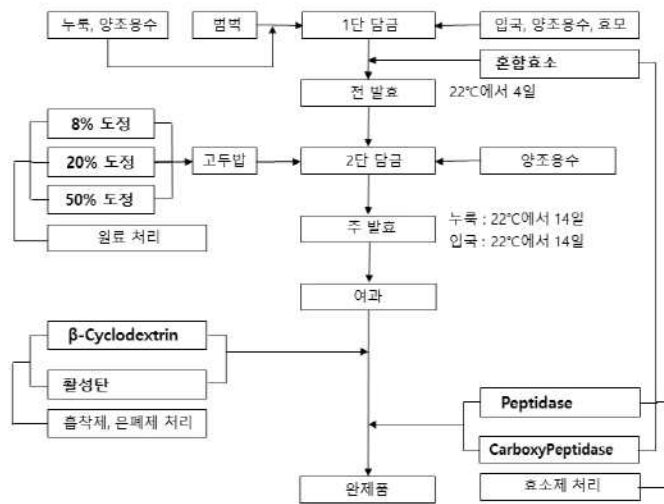 누룩, 양조용수
범벅
1단 담금
입국, 양조용수, 효모
혼합효소
전 발효
22℃에서 4일
8% 도정
20% 도정
고두밥
2단 담금
양조용수
50% 도정
원료 처리
주 발효
누룩 : 22℃에서 14일
입국 : 22℃에서 14일
여과
β-Cyclodextrin
활성탄
흡착제, 은폐제 처리
Peptidase
CarboxyPeptidase
효소제 처리
완제품